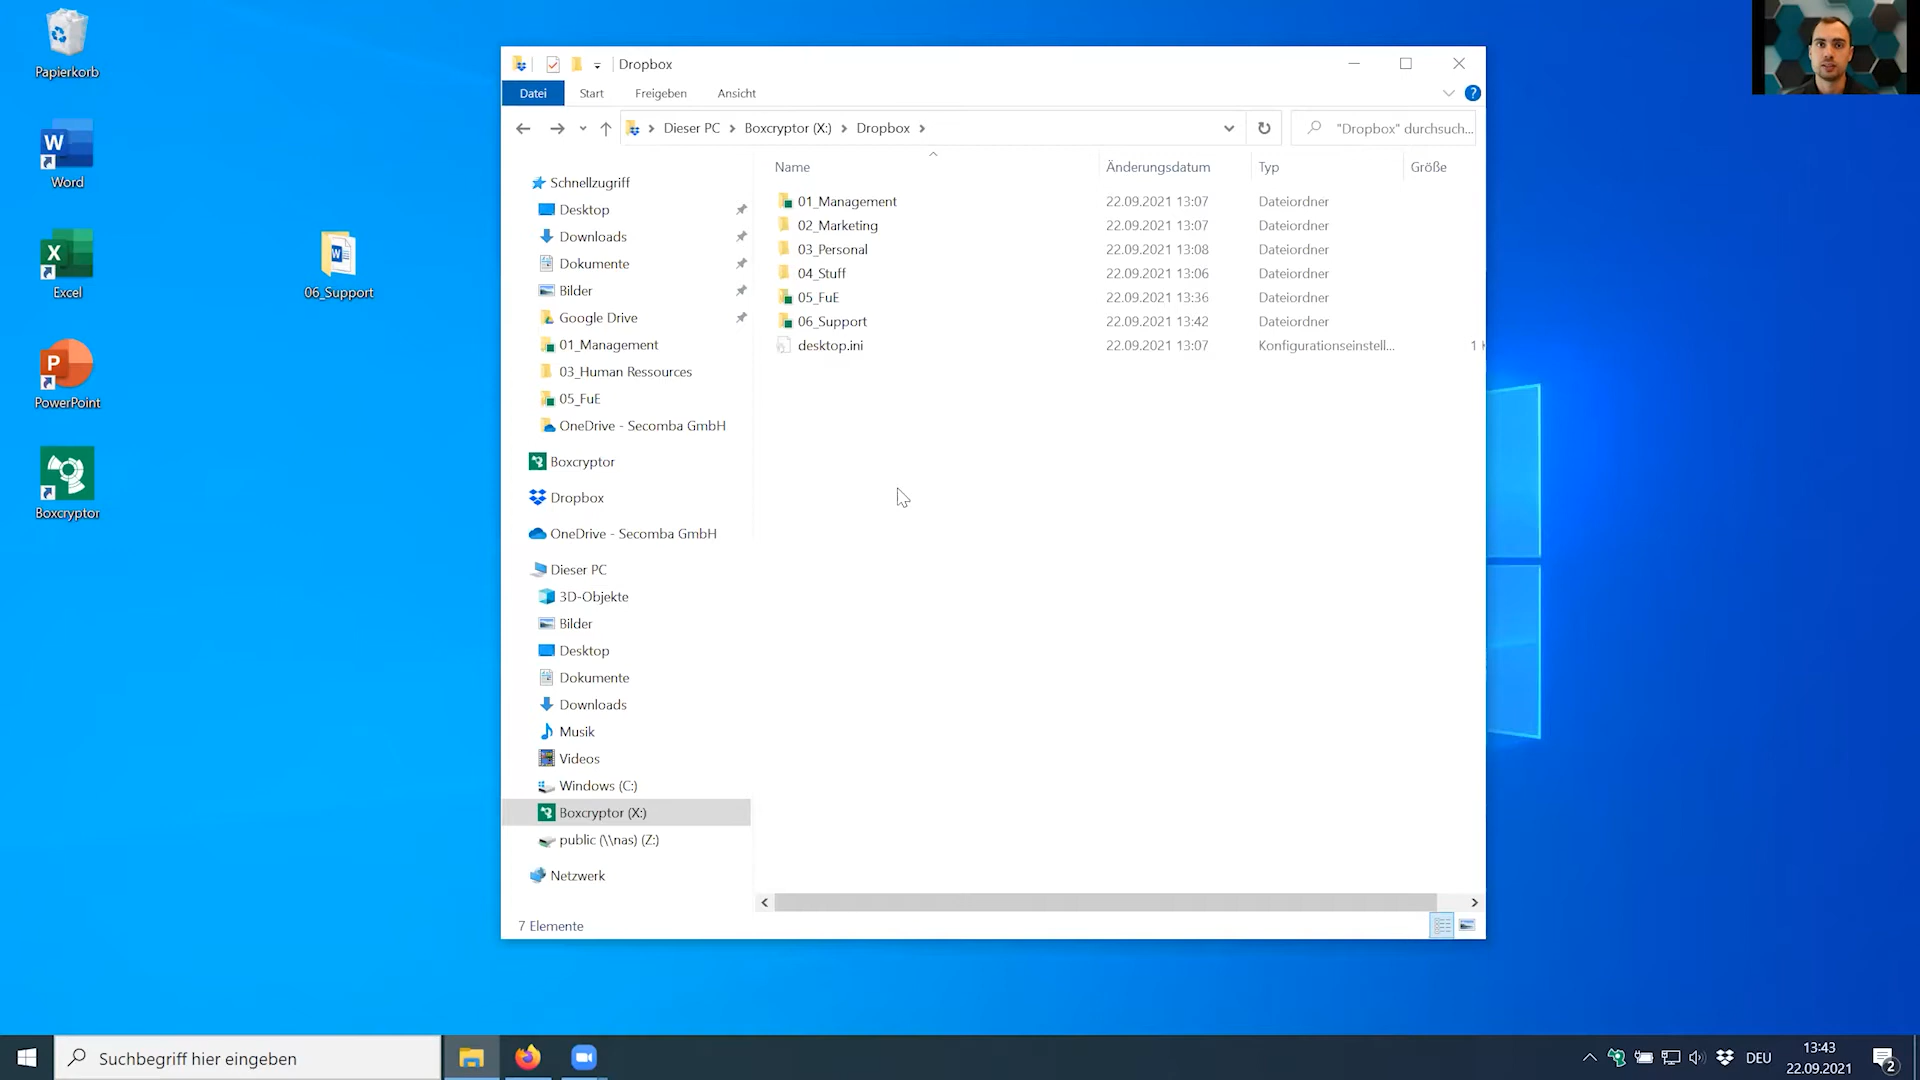 Papierkorb
Word
Excel
06_Support
PowerPoint
Boxcryptor
Dropbox
Datei Start Freigeben Ansicht
?
Dieser PC Boxcryptor (X:) Dropbox
"Dropbox" durchsuch...
Name Änderungsdatum Typ Größe
01_Management 22.09.2021 13:07 Dateiordner
02_Marketing 22.09.2021 13:07 Dateiordner
03_Personal 22.09.2021 13:08 Dateiordner
04_Stuff 22.09.2021 13:06 Dateiordner
05_FuE 22.09.2021 13:36 Dateiordner
06_Support 22.09.2021 13:42 Dateiordner
desktop.ini 22.09.2021 13:07 Konfigurationseinstell... 1
Schnellzugriff
Desktop
Downloads
Dokumente
Bilder
Google Drive
01_Management
03_Human Ressources
05_FuE
OneDrive - Secomba GmbH
Boxcryptor
Dropbox
OneDrive - Secomba GmbH
Dieser PC
3D-Objekte
Bilder
Desktop
Dokumente
Downloads
Musik
Videos
Windows (C:)
Boxcryptor (X:)
public (\\nas) (Z:)
Netzwerk
7 Elemente
Suchbegriff hier eingeben
DEU
13:43
22.09.2021
2